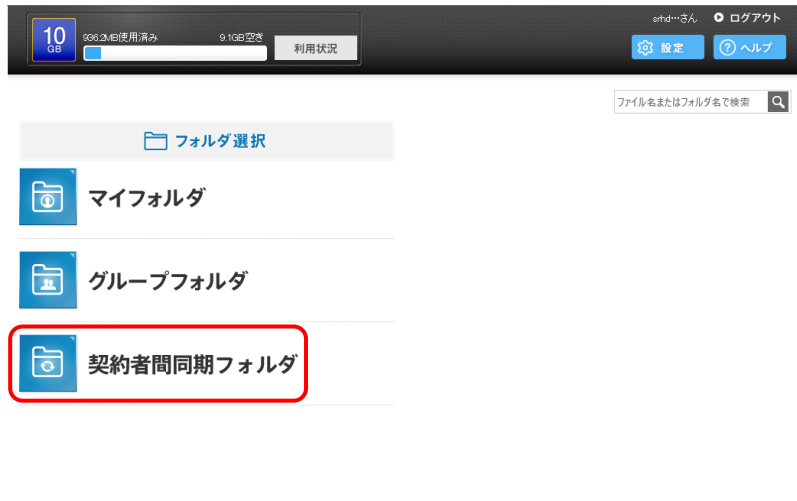 10
GB
936.2MB使用済み
9.1GB空き
利用状況
srhd…さん
ログアウト
設定
ヘルプ
ファイル名またはフォルダ名で検索
フォルダ選択
マイフォルダ
グループフォルダ
契約者間同期フォルダ